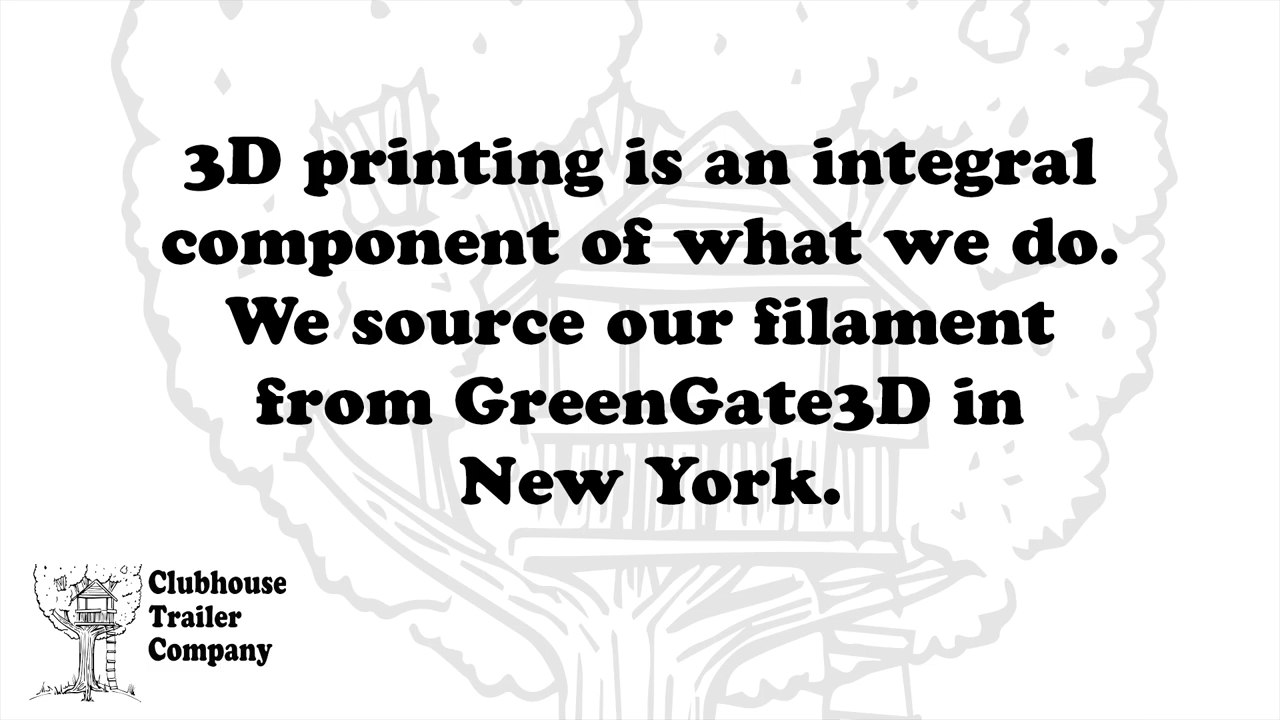 3D printing is an integral
component of what we do.
We source our filament
from GreenGate3D in
New York.
Clubhouse
Trailer
Company